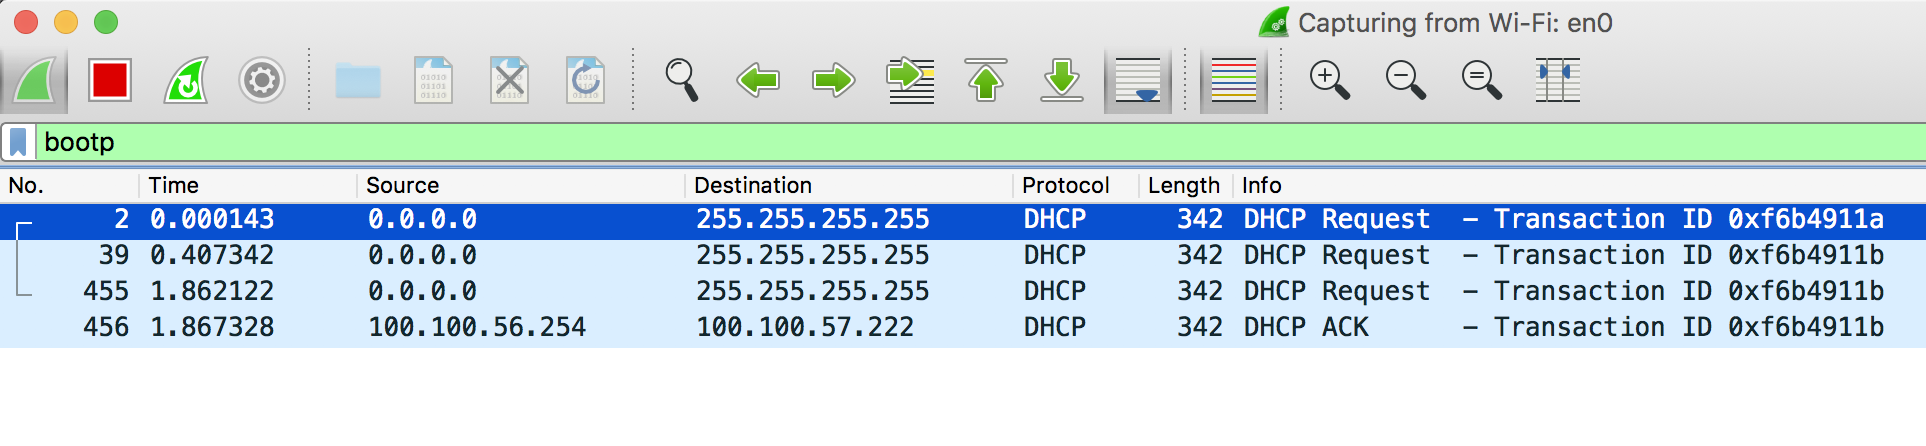 Capturing from Wi-Fi: en0
bootp
No. Time Source Destination Protocol Length Info
2 0.000143 0.0.0.0 255.255.255.255 DHCP 342 DHCP Request – Transaction ID 0xf6b4911a
39 0.407342 0.0.0.0 255.255.255.255 DHCP 342 DHCP Request – Transaction ID 0xf6b4911b
455 1.862122 0.0.0.0 255.255.255.255 DHCP 342 DHCP Request – Transaction ID 0xf6b4911b
456 1.867328 100.100.56.254 100.100.57.222 DHCP 342 DHCP ACK – Transaction ID 0xf6b4911b